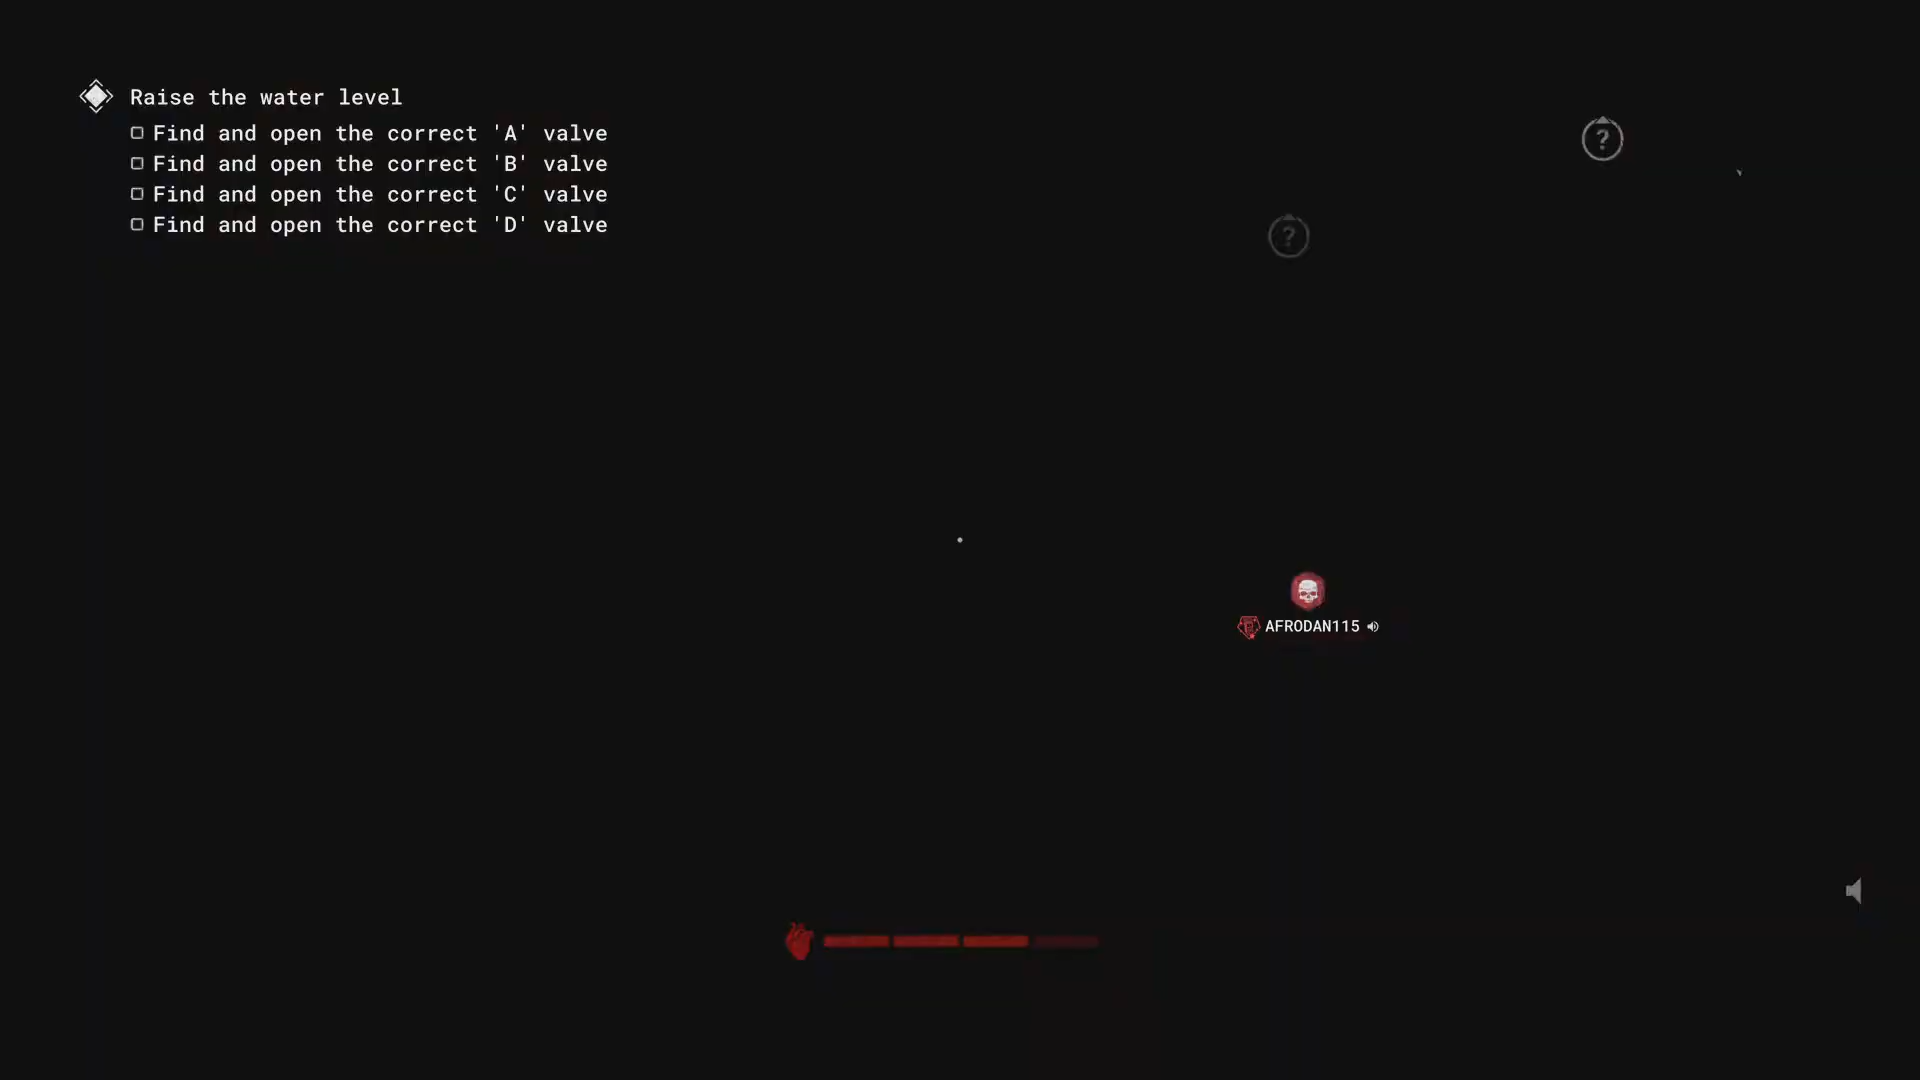 Raise the water level
Find and open the correct 'A' valve
Find and open the correct 'B' valve
Find and open the correct 'C' valve
Find and open the correct 'D' valve
?
?
AFRODAN115